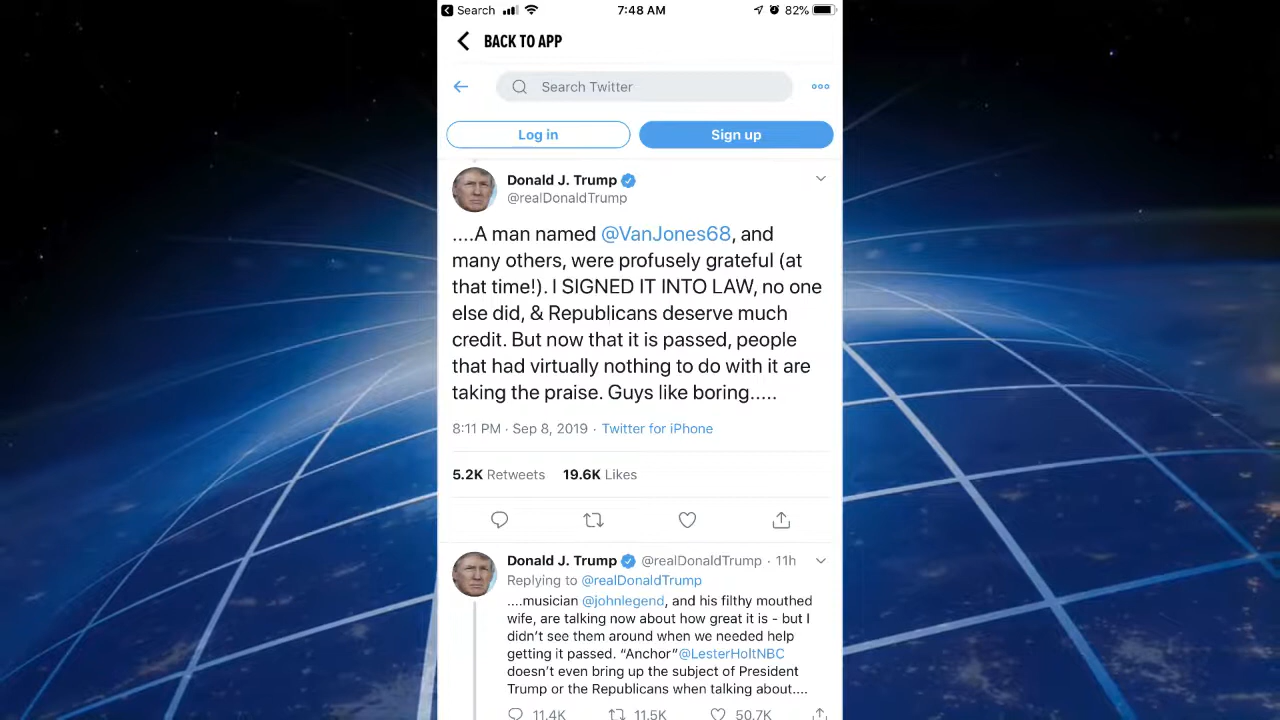 Search 7:48 AM 82%
BACK TO APP
Search Twitter
Log in Sign up
Donald J. Trump
@realDonaldTrump
....A man named @VanJones68, and
many others, were profusely grateful (at
that time!). I SIGNED IT INTO LAW, no one
else did, & Republicans deserve much
credit. But now that it is passed, people
that had virtually nothing to do with it are
taking the praise. Guys like boring.....
8:11 PM · Sep 8, 2019 · Twitter for iPhone
5.2K Retweets 19.6K Likes
Donald J. Trump @realDonaldTrump · 11h
Replying to @realDonaldTrump
....musician @johnlegend, and his filthy mouthed
wife, are talking now about how great it is - but I
didn't see them around when we needed help
getting it passed. “Anchor”@LesterHoltNBC
doesn't even bring up the subject of President
Trump or the Republicans when talking about....
11.4K 11.5K 50.7K